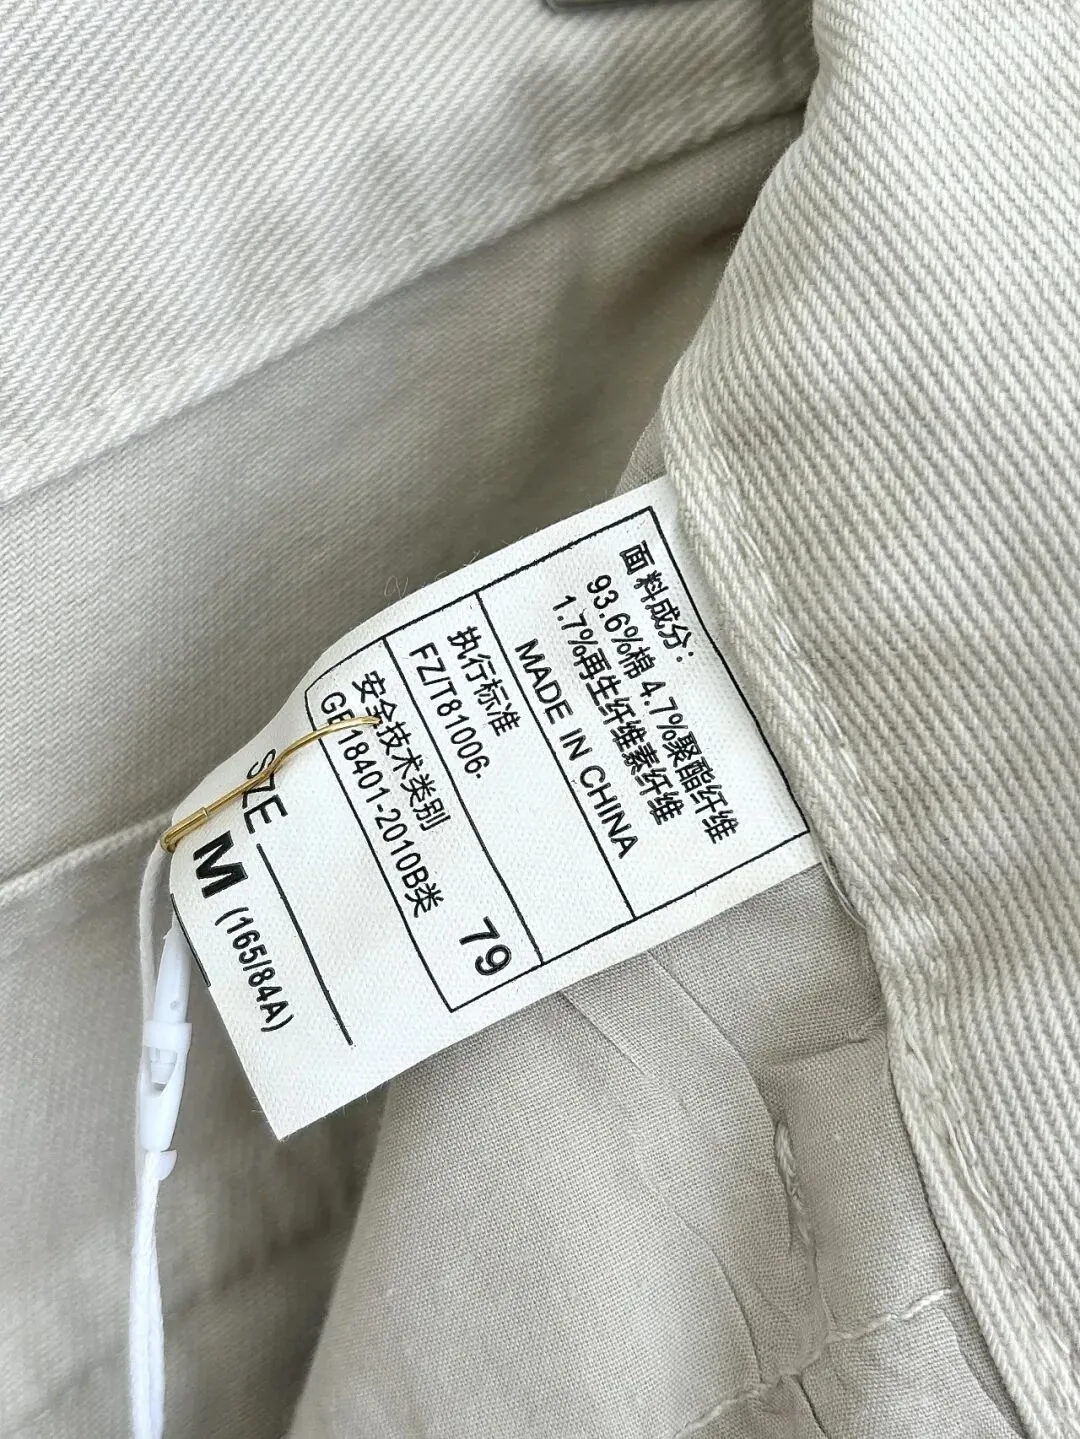 面料成分:
93.6%棉 4.7%聚酯纤维
1.7%再生纤维素纤维
MADE IN CHINA
执行标准
FZ/T81006.
安全技术类别
GB18401-2010B类
79
SIZE
M (165/84A)